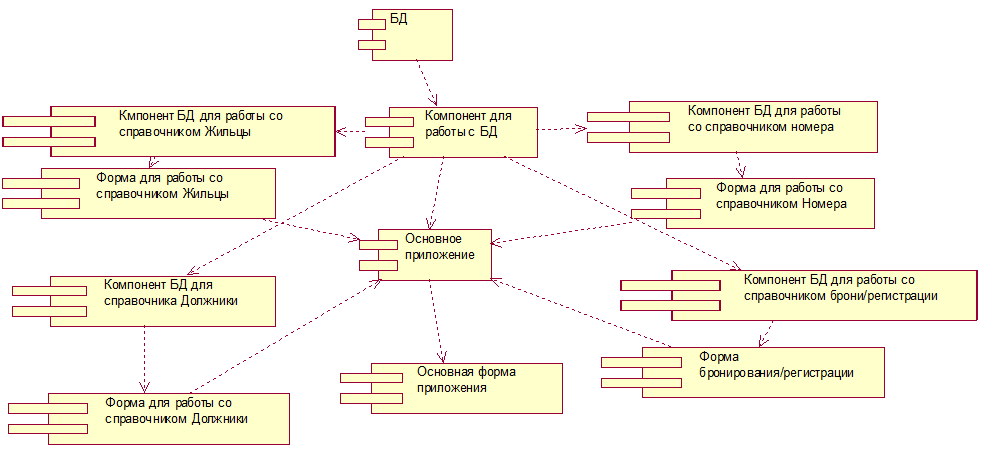 БД
Кмпонент БД для работы со
справочником Жильцы
Компонент для
работы с БД
Компонент БД для работы
со справочником номера
Форма для работы со
справочником Жильцы
Форма для работы со
справочником Номера
Основное
приложение
Компонент БД для
справочника Должники
Компонент БД для работы со
справочником брони/регистрации
Основная форма
приложения
Форма
бронирования/регистрации
Форма для работы со
справочником Должники